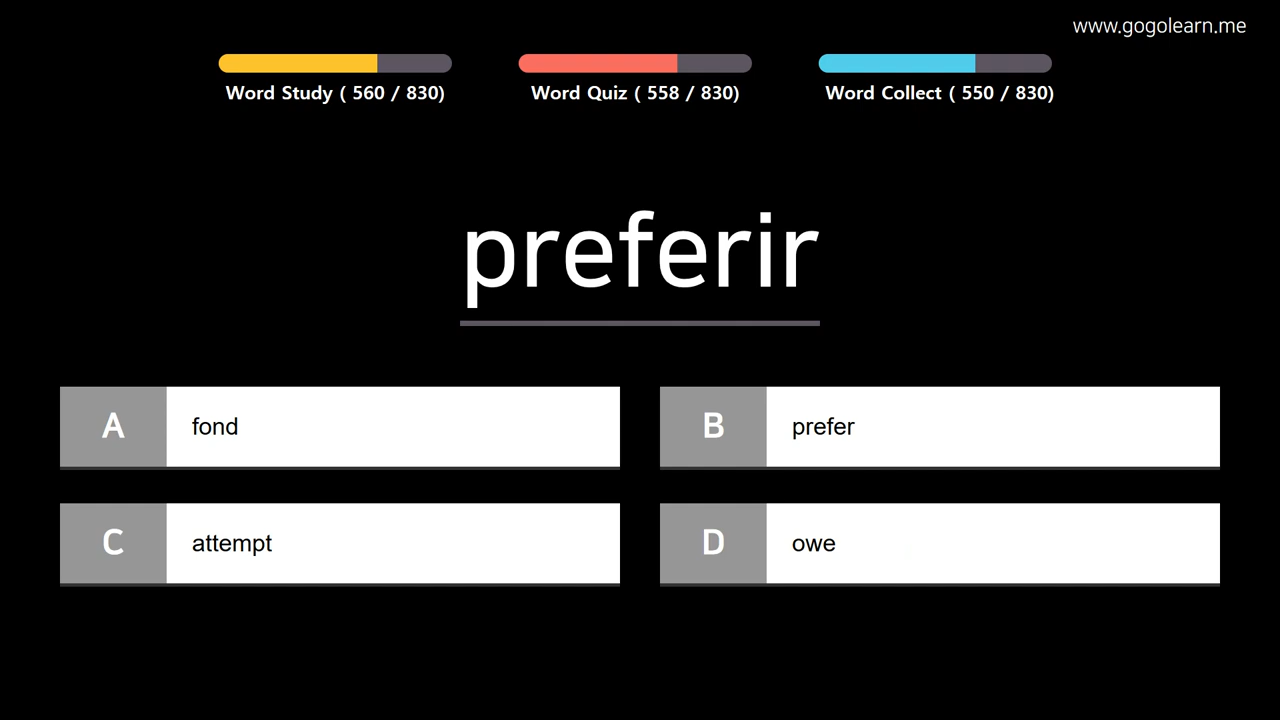 www.gogolearn.me
Word Study ( 560 / 830)
Word Quiz ( 558 / 830)
Word Collect ( 550 / 830)
preferir
A fond
B prefer
C attempt
D owe